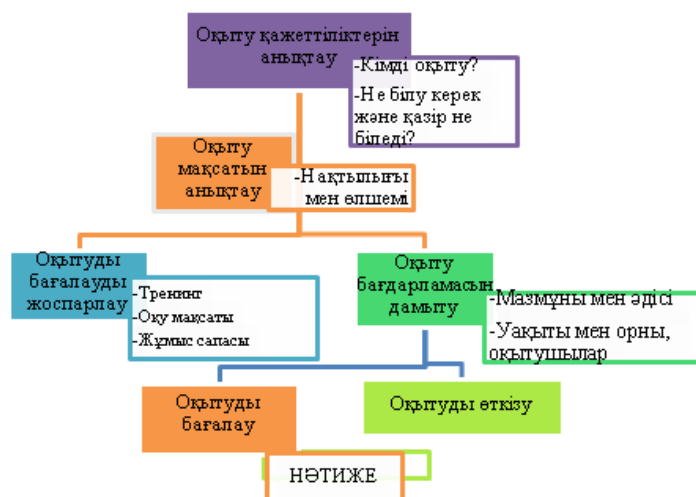 Оқыту қажеттіліктерін
анықтау
-Кімді оқыту?
-Не білу керек
және қазір не
біледі?
Оқыту
мақсатын
анықтау
-Нақтылығы
мен өлшемі
Оқытуды
бағалауды
жоспарлау
-Тренинг
-Оқу мақсаты
-Жұмыс сапасы
Оқыту
бағдарламасын
дамыту
-Мазмұны мен әдісі
-Уақыты мен орны,
оқытушылар
Оқытуды
бағалау
Оқытуды өткізу
НӘТИЖЕ